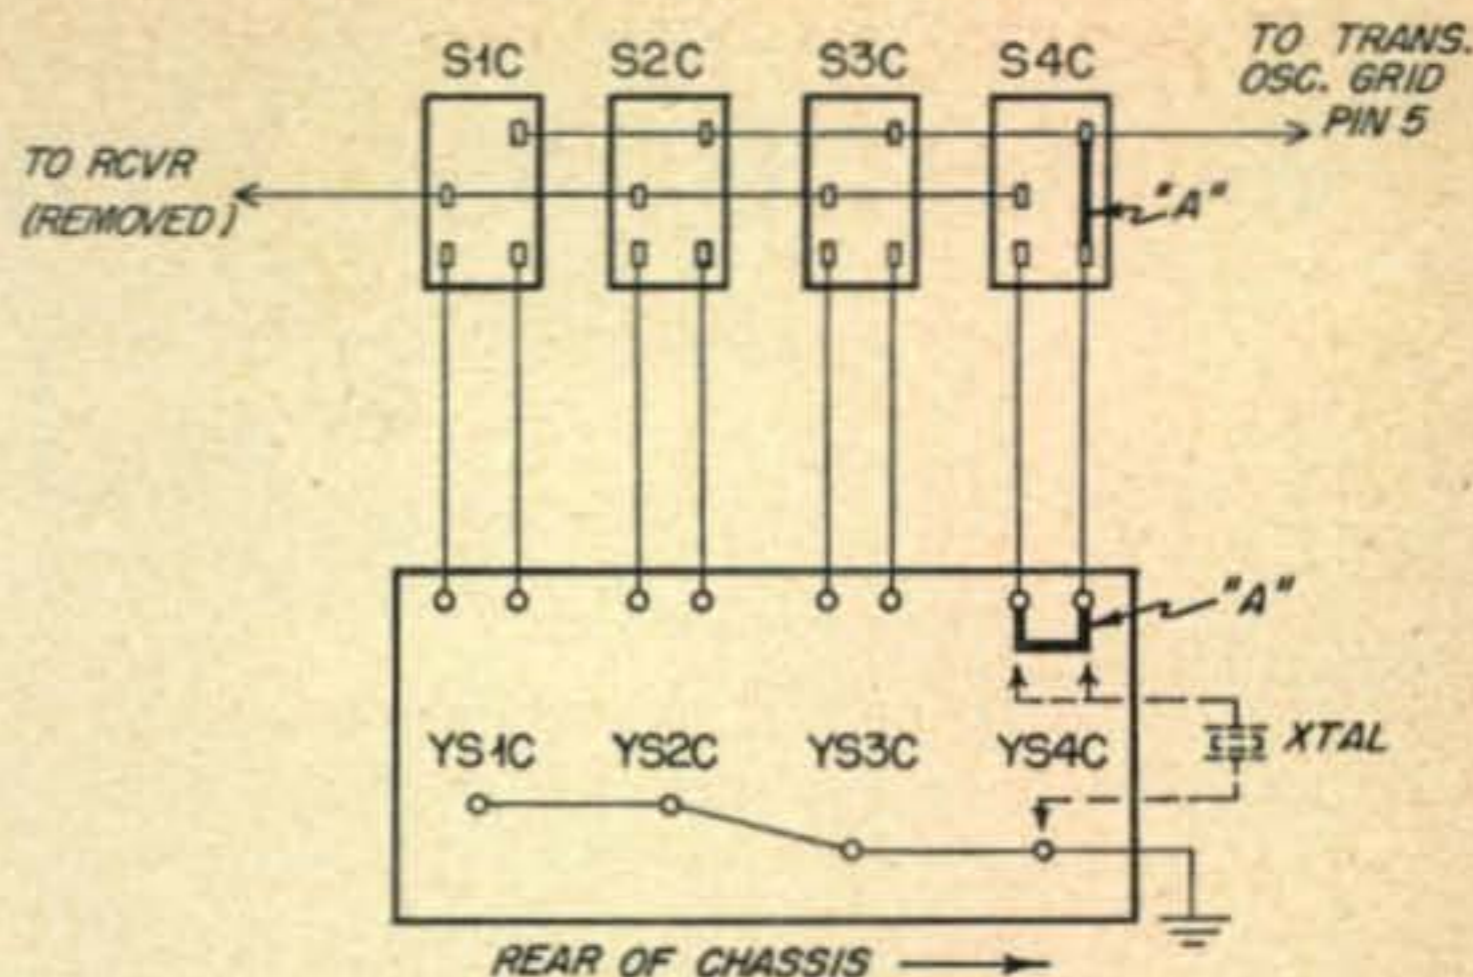 S1C S2C S3C S4C
TO TRANS.
OSC. GRID
PIN 5
TO RCVR
(REMOVED)
"A"
"A"
YS1C YS2C YS3C YS4C
XTAL
REAR OF CHASSIS